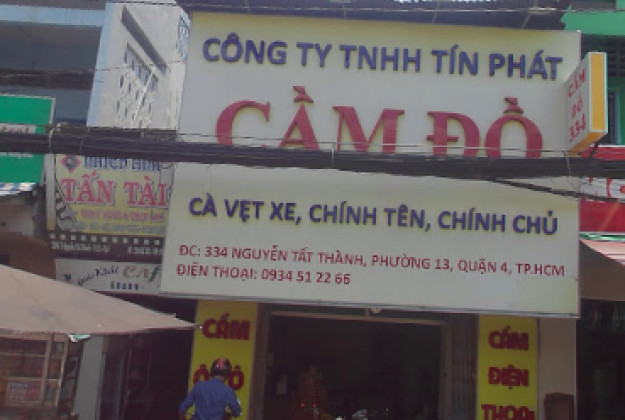 CÔNG TY TNHH TÍN PHÁT
CẦM ĐỒ
CÀ VẸT XE, CHÍNH TÊN, CHÍNH CHỦ
ĐC: 334 NGUYỄN TẤT THÀNH, PHƯỜNG 13, QUẬN 4, TP.HCM
ĐIỆN THOẠI: 0934 51 22 66
CẦM
ĐỒ
334
TẤN TÀI
CẦM
Ô TÔ
CẦM
ĐIỆN
THOẠI